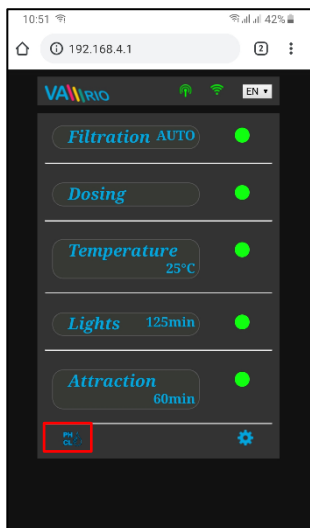 10:51
42%
192.168.4.1
2
VA RIO
EN
Filtration AUTO
Dosing
Temperature
25°C
Lights 125min
Attraction
60min
PH
CL